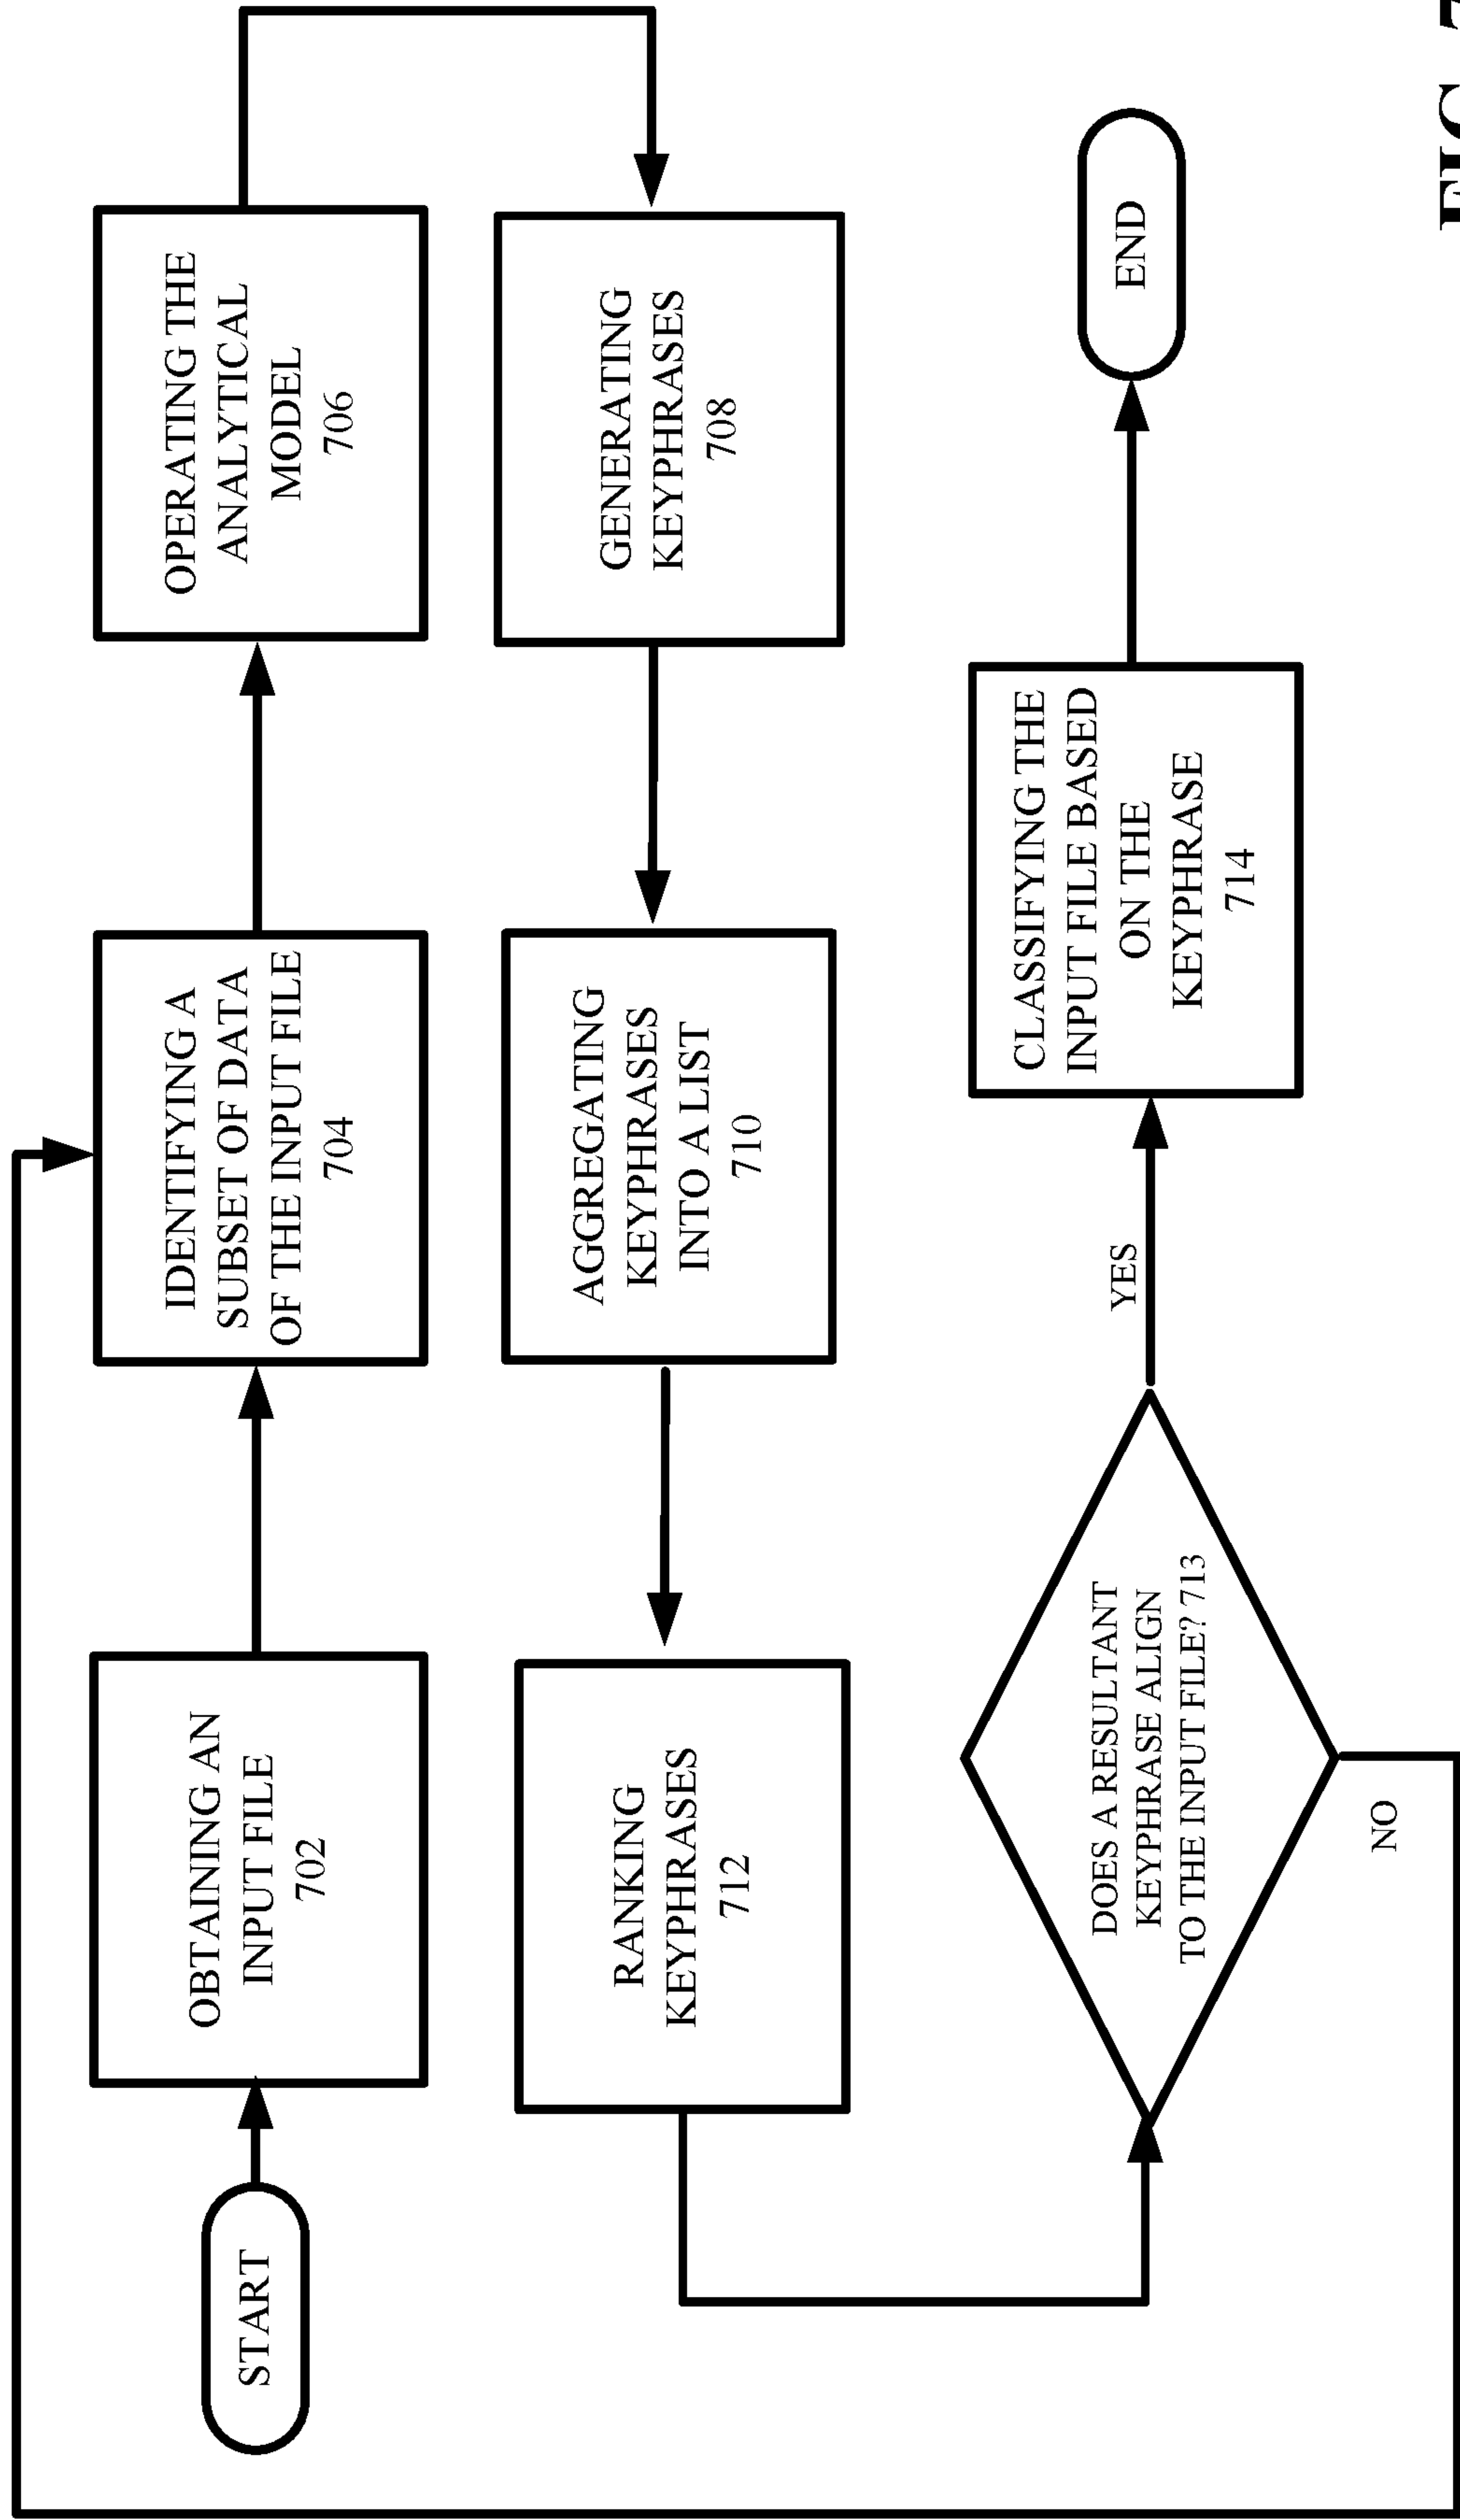 START
OBTAINING AN
INPUT FILE
702
IDENTIFYING A
SUBSET OF DATA
OF THE INPUT FILE
704
OPERATING THE
ANALYTICAL
MODEL
706
GENERATING
KEYPHRASES
708
AGGREGATING
KEYPHRASES
INTO A LIST
710
RANKING
KEYPHRASES
712
DOES A RESULTANT
KEYPHRASE ALIGN
TO THE INPUT FILE? 713
YES
NO
CLASSIFYING THE
INPUT FILE BASED
ON THE
KEYPHRASE
714
END